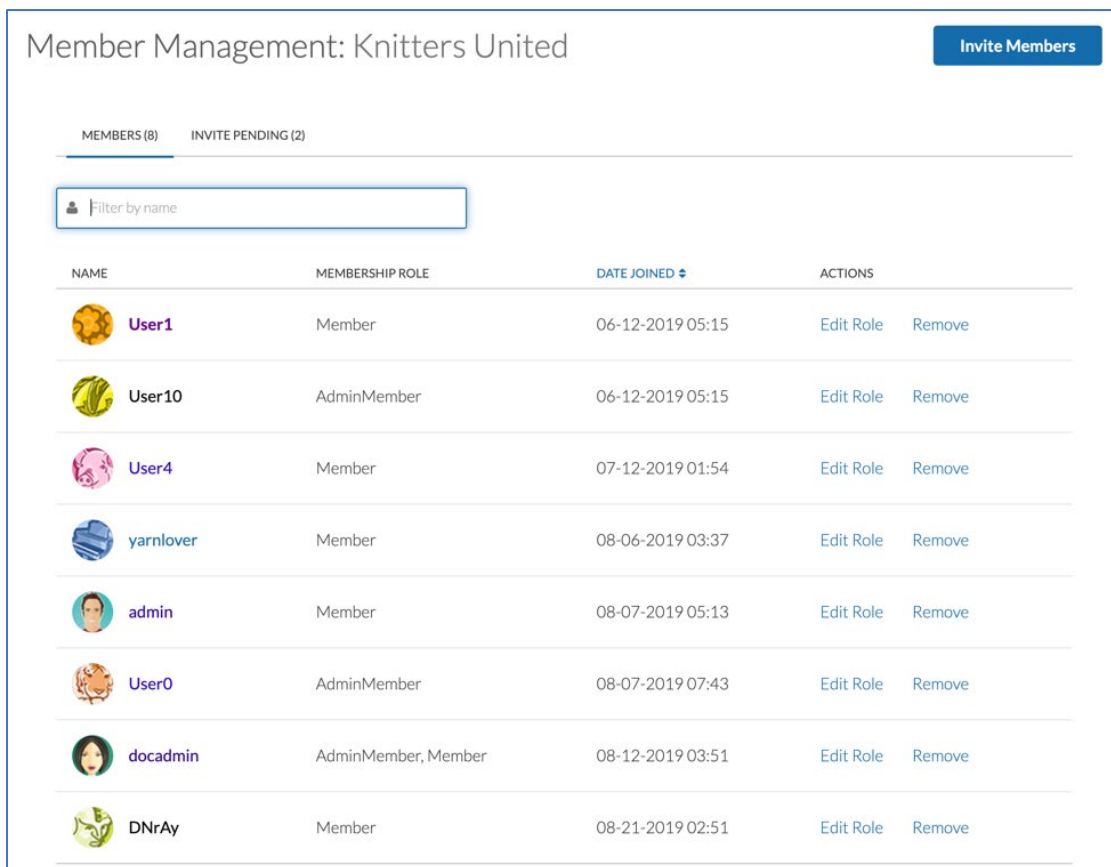 Member Management: Knitters United
Invite Members
MEMBERS (8) INVITE PENDING (2)
Filter by name
NAME MEMBERSHIP ROLE DATE JOINED ACTIONS
User1 Member 06-12-2019 05:15 Edit Role Remove
User10 AdminMember 06-12-2019 05:15 Edit Role Remove
User4 Member 07-12-2019 01:54 Edit Role Remove
yarnlover Member 08-06-2019 03:37 Edit Role Remove
admin Member 08-07-2019 05:13 Edit Role Remove
User0 AdminMember 08-07-2019 07:43 Edit Role Remove
docadmin AdminMember, Member 08-12-2019 03:51 Edit Role Remove
DNrAy Member 08-21-2019 02:51 Edit Role Remove